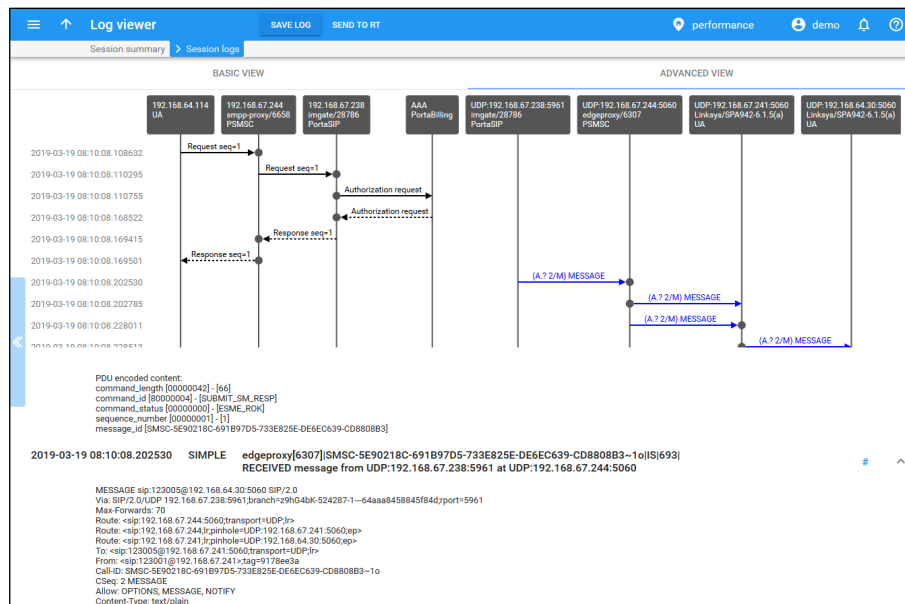 Log viewer
SAVE LOG
SEND TO RT
performance
demo
Session summary
Session logs
BASIC VIEW
ADVANCED VIEW
192.168.64.114
UA
192.168.67.244
smpp-proxy/6658
PSMSC
192.168.67.238
imgate/28786
PortaSIP
AAA
PortaBilling
UDP:192.168.67.238:5961
imgate/28786
PortaSIP
UDP:192.168.67.244:5060
edgeproxy/6307
PSMSC
UDP:192.168.67.241:5060
Linksys/SPA942-6.1.5(a)
UA
UDP:192.168.64.30:5060
Linksys/SPA942-6.1.5(a)
UA
2019-03-19 08:10:08.108632
Request seq=1
2019-03-19 08:10:08.110295
Request seq=1
2019-03-19 08:10:08.110755
Authorization request
2019-03-19 08:10:08.168522
Authorization request
2019-03-19 08:10:08.169415
Response seq=1
2019-03-19 08:10:08.169501
Response seq=1
2019-03-19 08:10:08.202530
(A.? 2/M) MESSAGE
2019-03-19 08:10:08.202785
(A.? 2/M) MESSAGE
2019-03-19 08:10:08.228011
(A.? 2/M) MESSAGE
2019-03-19 08:10:08.228513
(A.? 2/M) MESSAGE
PDU encoded content:
command_length [00000042] - [66]
command_id [80000004] - [SUBMIT_SM_RESP]
command_status [00000000] - [ESME_ROK]
sequence_number [00000001] - [1]
message_id [SMSC-5E90218C-691B97D5-733E825E-DE6EC639-CD8808B3]
2019-03-19 08:10:08.202530 SIMPLE edgeproxy[6307]|SMSC-5E90218C-691B97D5-733E825E-DE6EC639-CD8808B3~1o|IS|693|
RECEIVED message from UDP:192.168.67.238:5961 at UDP:192.168.67.244:5060
#
MESSAGE sip:123005@192.168.64.30:5060 SIP/2.0
Via: SIP/2.0/UDP 192.168.67.238:5961;branch=z9hG4bK-524287-1---64aaa8458845f84d;rport=5961
Max-Forwards: 70
Route: <sip:192.168.67.244:5060;transport=UDP;lr>
Route: <sip:192.168.67.244;lr;pinhole=UDP:192.168.67.241:5060;ep>
Route: <sip:192.168.67.241;lr;pinhole=UDP:192.168.64.30:5060;ep>
To: <sip:123005@192.168.67.241:5060;transport=UDP;lr>
From: <sip:123001@192.168.67.241>;tag=9178ee3a
Call-ID: SMSC-5E90218C-691B97D5-733E825E-DE6EC639-CD8808B3~1o
CSeq: 2 MESSAGE
Allow: OPTIONS, MESSAGE, NOTIFY
Content-Type: text/plain